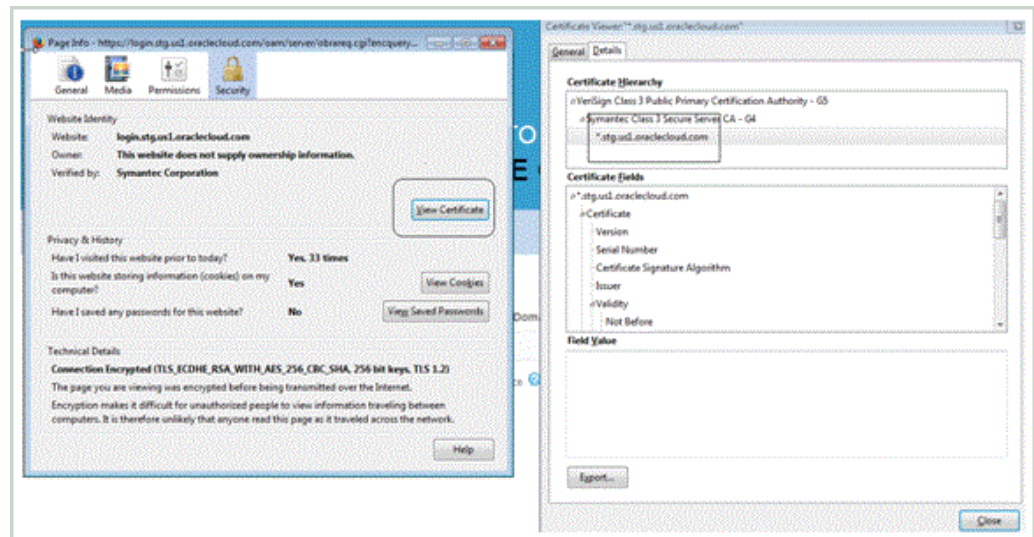 Page Info - https://login.stg.us1.oraclecloud.com/oam/server/obrareq.cgi?encquery...
General Media Permissions Security
Website Identity
Website: login.stg.us1.oraclecloud.com
Owner: This website does not supply ownership information.
Verified by: Symantec Corporation
View Certificate
Privacy & History
Have I visited this website prior to today? Yes, 33 times
Is this website storing information (cookies) on my
computer? Yes View Cookies
Have I saved any passwords for this website? No View Saved Passwords
Technical Details
Connection Encrypted (TLS_ECDHE_RSA_WITH_AES_256_CBC_SHA, 256 bit keys, TLS 1.2)
The page you are viewing was encrypted before being transmitted over the Internet.
Encryption makes it difficult for unauthorized people to view information traveling between
computers. It is therefore unlikely that anyone read this page as it traveled across the network.
Help
TO
E
Dom
Certificate Viewer:"*.stg.us1.oraclecloud.com"
General Details
Certificate Hierarchy
VeriSign Class 3 Public Primary Certification Authority - G5
Symantec Class 3 Secure Server CA - G4
*.stg.us1.oraclecloud.com
Certificate Fields
*.stg.us1.oraclecloud.com
Certificate
Version
Serial Number
Certificate Signature Algorithm
Issuer
Validity
Not Before
Field Value
Export...
Close